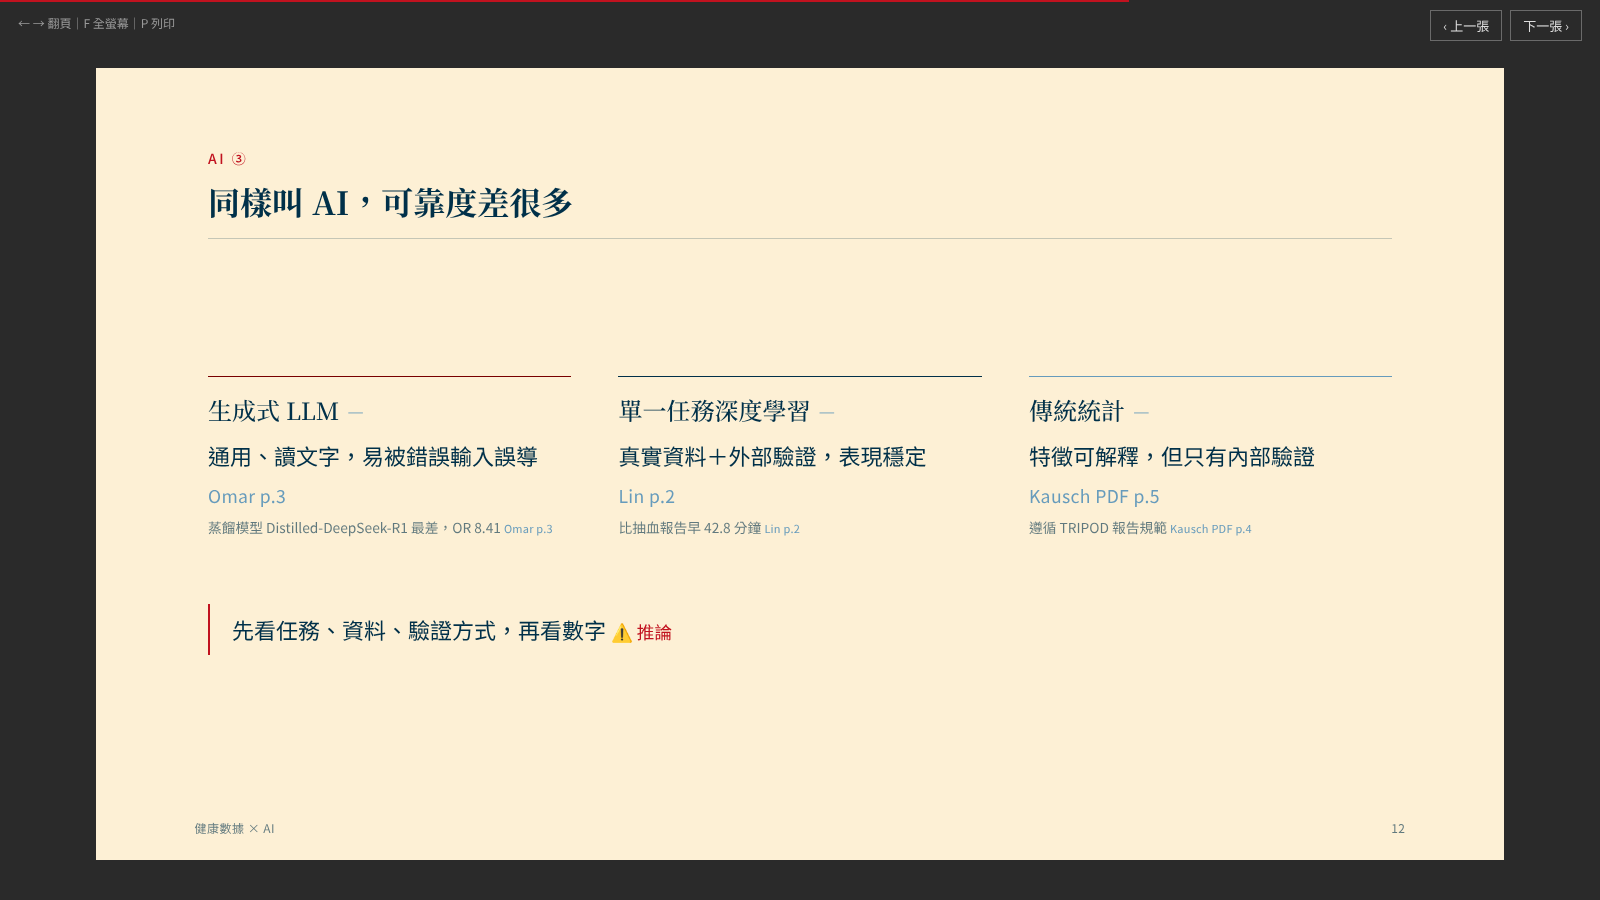 ←→ 翻頁｜F 全螢幕｜P 列印
‹ 上一張
下一張 ›
AI ③
同樣叫 AI，可靠度差很多
生成式 LLM —
通用、讀文字，易被錯誤輸入誤導
Omar p.3
蒸餾模型 Distilled-DeepSeek-R1 最差，OR 8.41 Omar p.3
單一任務深度學習 —
真實資料＋外部驗證，表現穩定
Lin p.2
比抽血報告早 42.8 分鐘 Lin p.2
傳統統計 —
特徵可解釋，但只有內部驗證
Kausch PDF p.5
遵循 TRIPOD 報告規範 Kausch PDF p.4
先看任務、資料、驗證方式，再看數字 ⚠️ 推論
健康數據 × AI
12